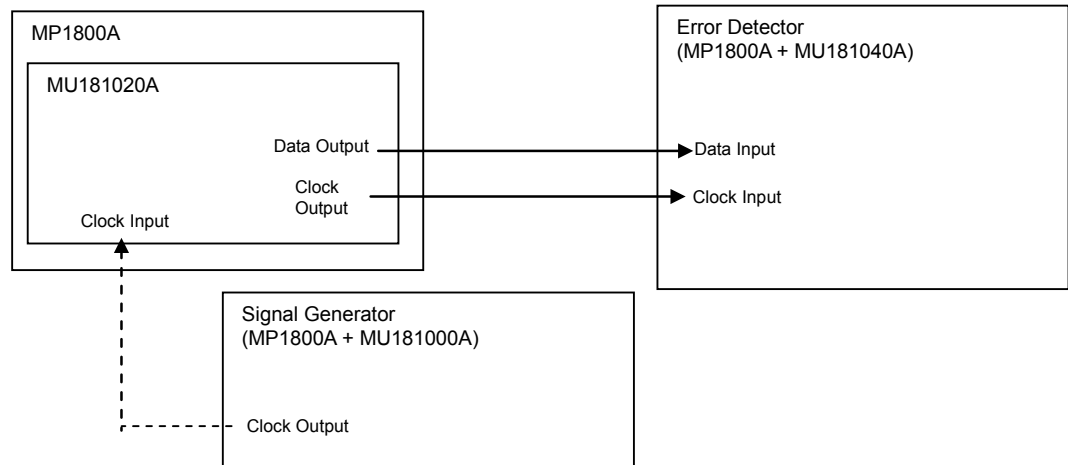 MP1800A
MU181020A
Data Output
Clock
Output
Clock Input
Error Detector
(MP1800A + MU181040A)
Data Input
Clock Input
Signal Generator
(MP1800A + MU181000A)
Clock Output